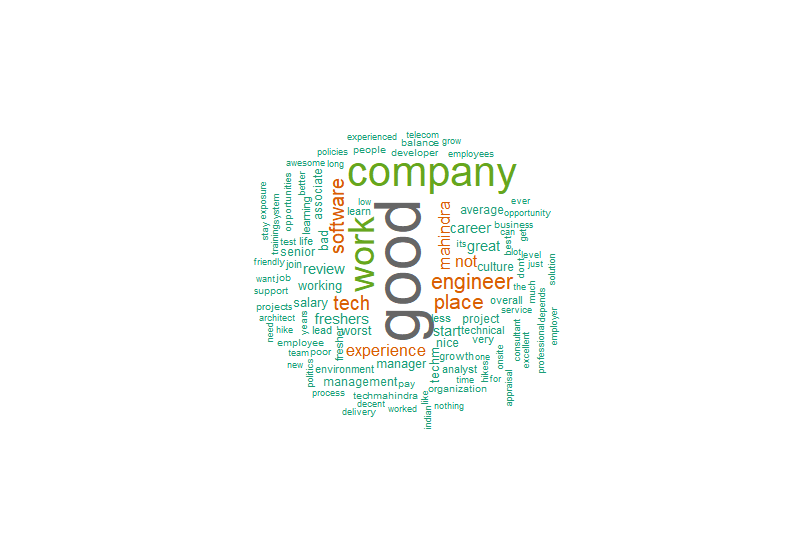 experienced
telecom
balance
grow
policies
people
developer
employees
awesome
long
company
exposure
stay
system
training
opportunities
better
learning
associate
software
low
learn
work
good
mahindra
average
ever
opportunity
career
business
can
get
best
its
great
alot
level
just
test
life
bad
senior
not
culture
dont
solution
friendly
join
review
engineer
the
want
job
working
support
place
overall
much
projects
salary
tech
service
depends
architect
freshers
less
project
professional
employer
need
hike
years
lead
worst
start
technical
consultant
excellent
employee
fresher
nice
very
onsite
team
poor
experience
growth
one
new
politics
environment
manager
techm
analyst
hikes
management
pay
time
for
appraisal
process
techmahindra
organization
decent
like
delivery
worked
indian
nothing